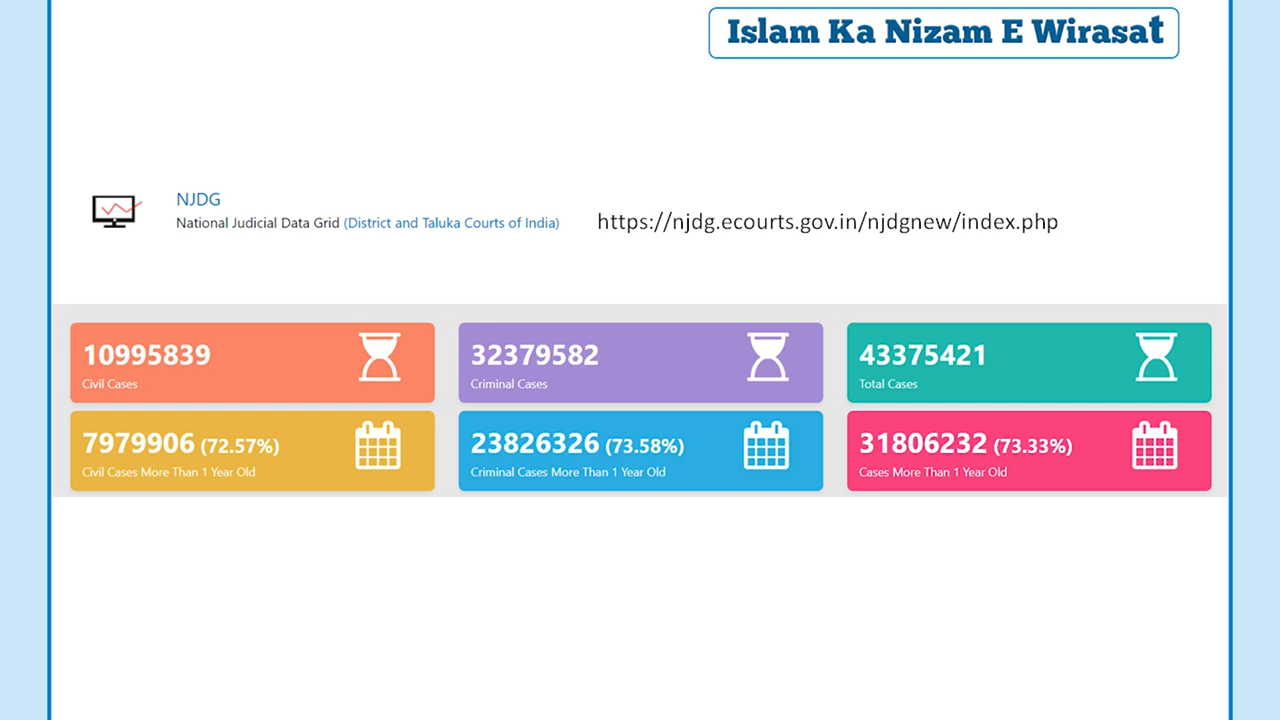 Islam Ka Nizam E Wirasat
NJDG
National Judicial Data Grid (District and Taluka Courts of India)
https://njdg.ecourts.gov.in/njdgnew/index.php
10995839
Civil Cases
32379582
Criminal Cases
43375421
Total Cases
7979906 (72.57%)
Civil Cases More Than 1 Year Old
23826326 (73.58%)
Criminal Cases More Than 1 Year Old
31806232 (73.33%)
Cases More Than 1 Year Old